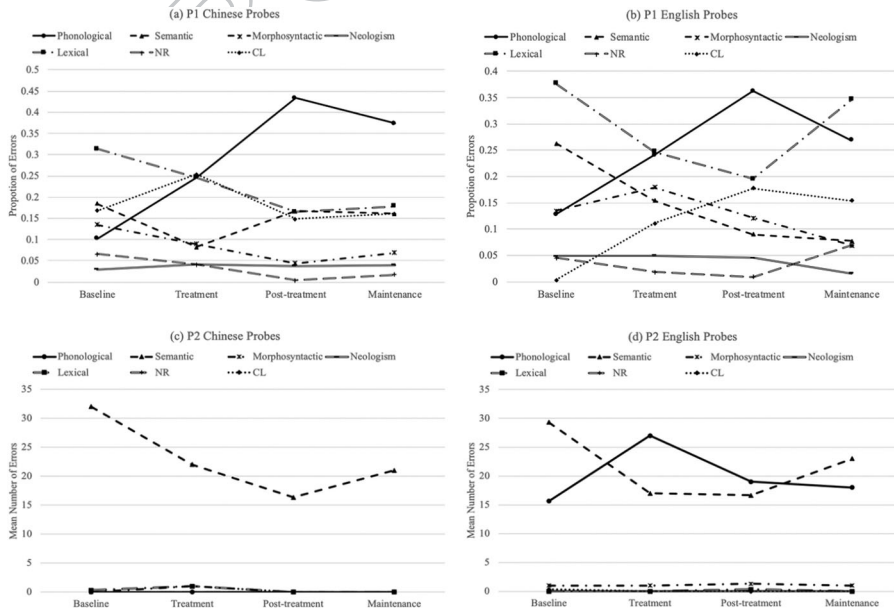 (a) P1 Chinese Probes
Phonological Semantic Morphosyntactic Neologism
Lexical NR CL
0.5
0.45
0.4
0.35
0.3
0.25
0.2
0.15
0.1
0.05
0
Propotion of Errors
Baseline Treatment Post-treatment Maintenance
(b) P1 English Probes
Phonological Semantic Morphosyntactic Neologism
Lexical NR CL
0.4
0.35
0.3
0.25
0.2
0.15
0.1
0.05
0
Proportion of Errors
Baseline Treatment Post-treatment Maintenance
(c) P2 Chinese Probes
Phonological Semantic Morphosyntactic Neologism
Lexical NR CL
35
30
25
20
15
10
5
0
Mean Number of Errors
Baseline Treatment Post-treatment Maintenance
(d) P2 English Probes
Phonological Semantic Morphosyntactic Neologism
Lexical NR CL
35
30
25
20
15
10
5
0
Mean Number of Errors
Baseline Treatment Post-treatment Maintenance